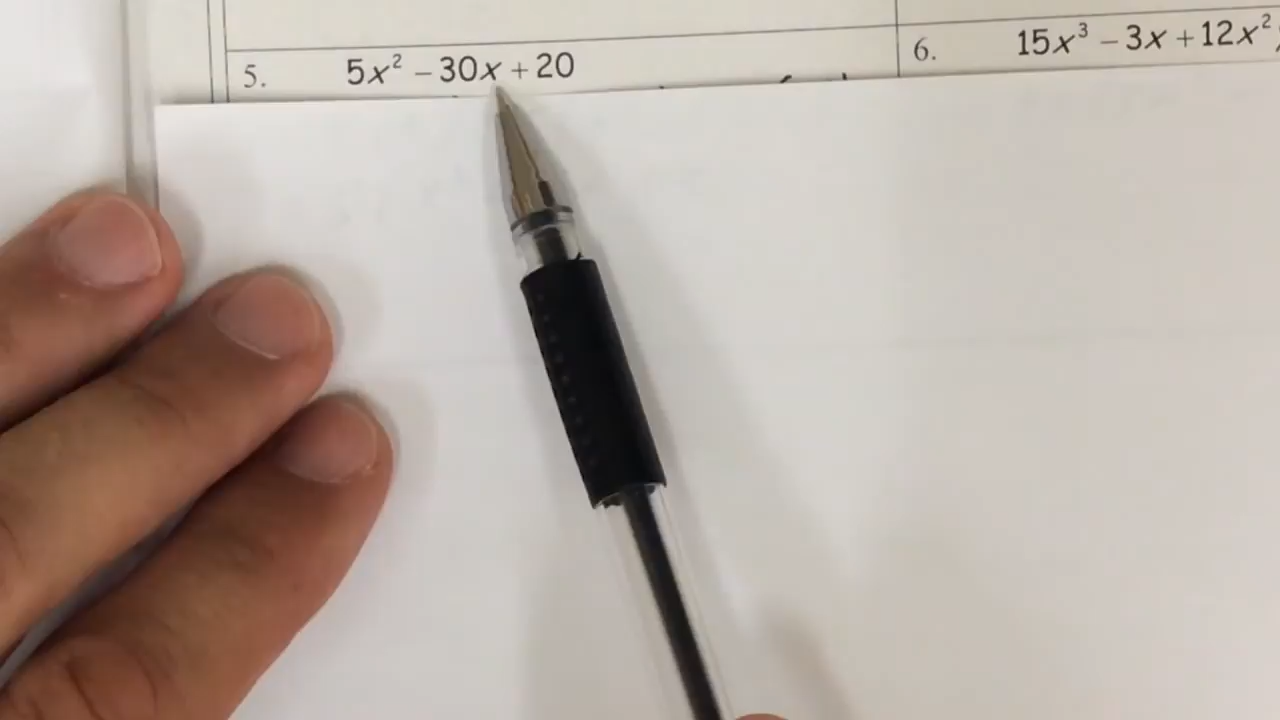 5. 5x² − 30x + 20
6. 15x³ − 3x + 12x²